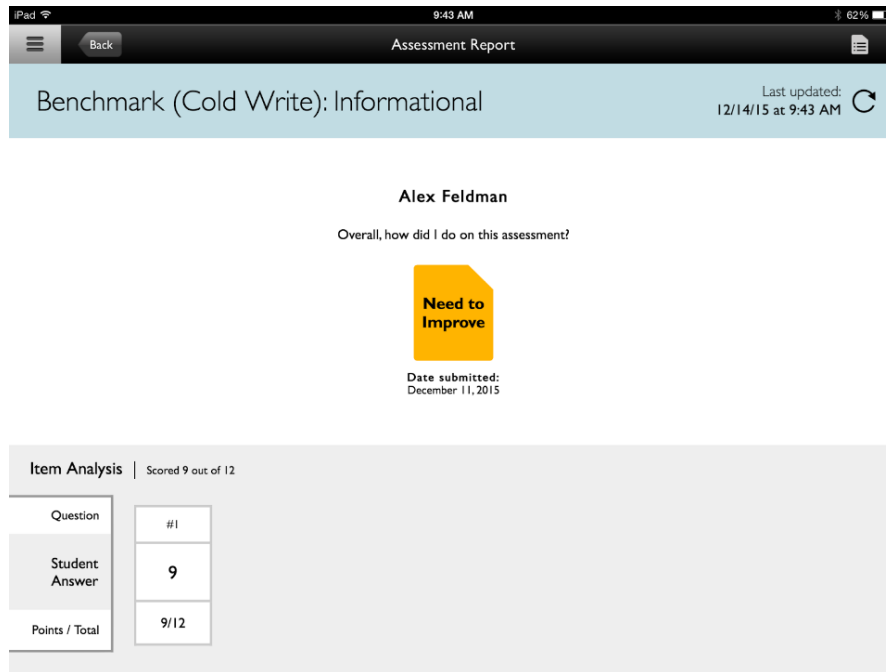 iPad 9:43 AM 62%
Back Assessment Report
Benchmark (Cold Write): Informational
Last updated:
12/14/15 at 9:43 AM
Alex Feldman
Overall, how did I do on this assessment?
Need to
Improve
Date submitted:
December 11, 2015
Item Analysis | Scored 9 out of 12
Question #1
Student
Answer
9
Points / Total 9/12